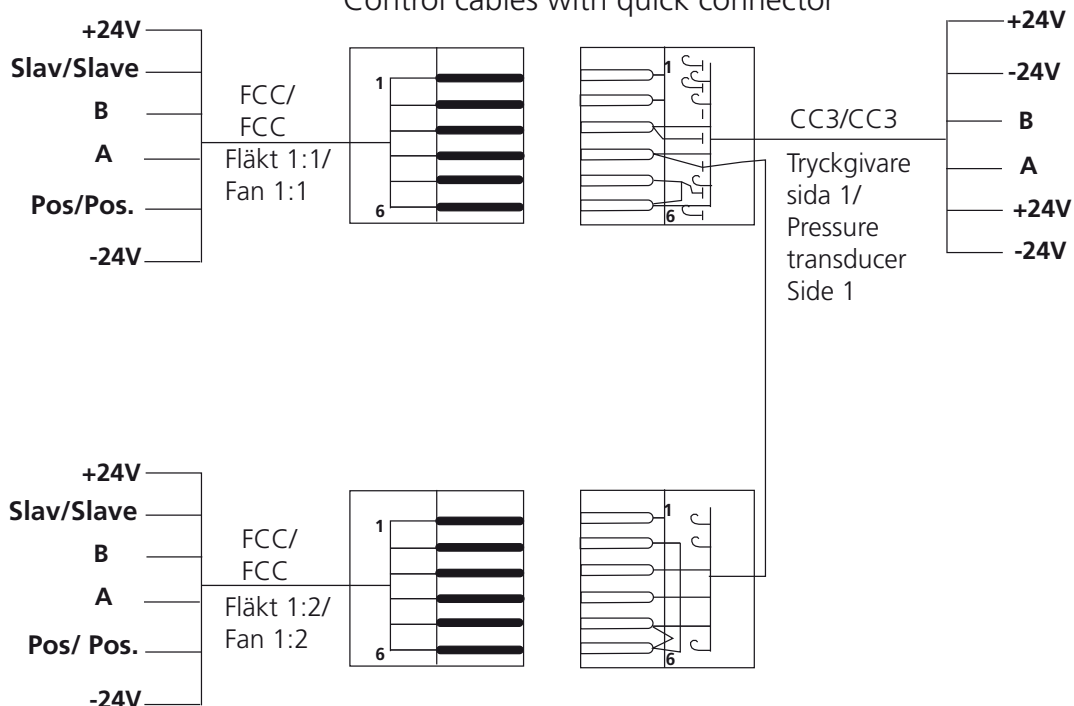 Control cables with quick connector
+24V
Slav/Slave
B
A
Pos/Pos.
-24V
FCC/
FCC
Fläkt 1:1/
Fan 1:1
1
6
1
6
CC3/CC3
Tryckgivare
sida 1/
Pressure
transducer
Side 1
+24V
-24V
B
A
+24V
-24V
+24V
Slav/Slave
B
A
Pos/ Pos.
-24V
FCC/
FCC
Fläkt 1:2/
Fan 1:2
1
6
1
6